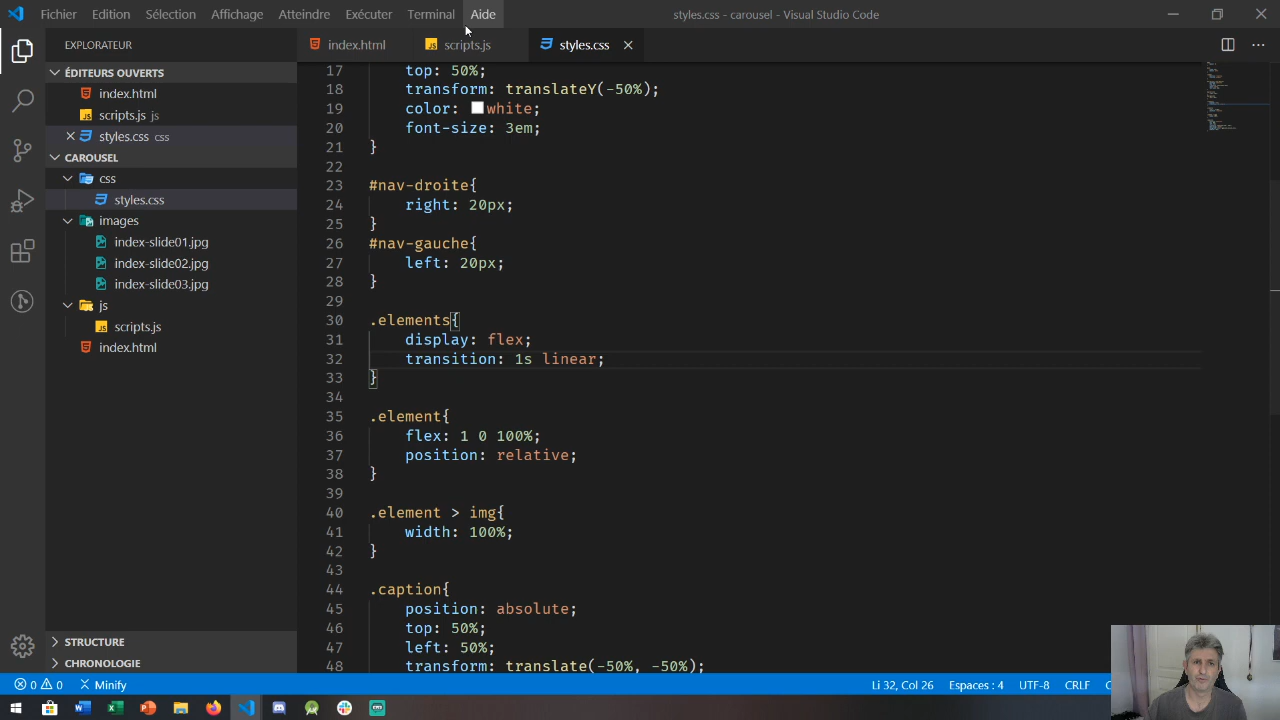 Fichier Edition Sélection Affichage Atteindre Exécuter Terminal Aide styles.css - carousel - Visual Studio Code
EXPLORATEUR
index.html
JS scripts.js
styles.css
ÉDITEURS OUVERTS
index.html
JS scripts.js js
styles.css css
CAROUSEL
css
styles.css
images
index-slide01.jpg
index-slide02.jpg
index-slide03.jpg
js
JS scripts.js
index.html
STRUCTURE
CHRONOLOGIE
17 top: 50%;
18 transform: translateY(-50%);
19 color: white;
20 font-size: 3em;
21 }
22
23 #nav-droite{
24 right: 20px;
25 }
26 #nav-gauche{
27 left: 20px;
28 }
29
30 .elements{
31 display: flex;
32 transition: 1s linear;
33 }
34
35 .element{
36 flex: 1 0 100%;
37 position: relative;
38 }
39
40 .element > img{
41 width: 100%;
42 }
43
44 .caption{
45 position: absolute;
46 top: 50%;
47 left: 50%;
48 transform: translate(-50%, -50%);
0 0 Minify Li 32, Col 26 Espaces : 4 UTF-8 CRLF